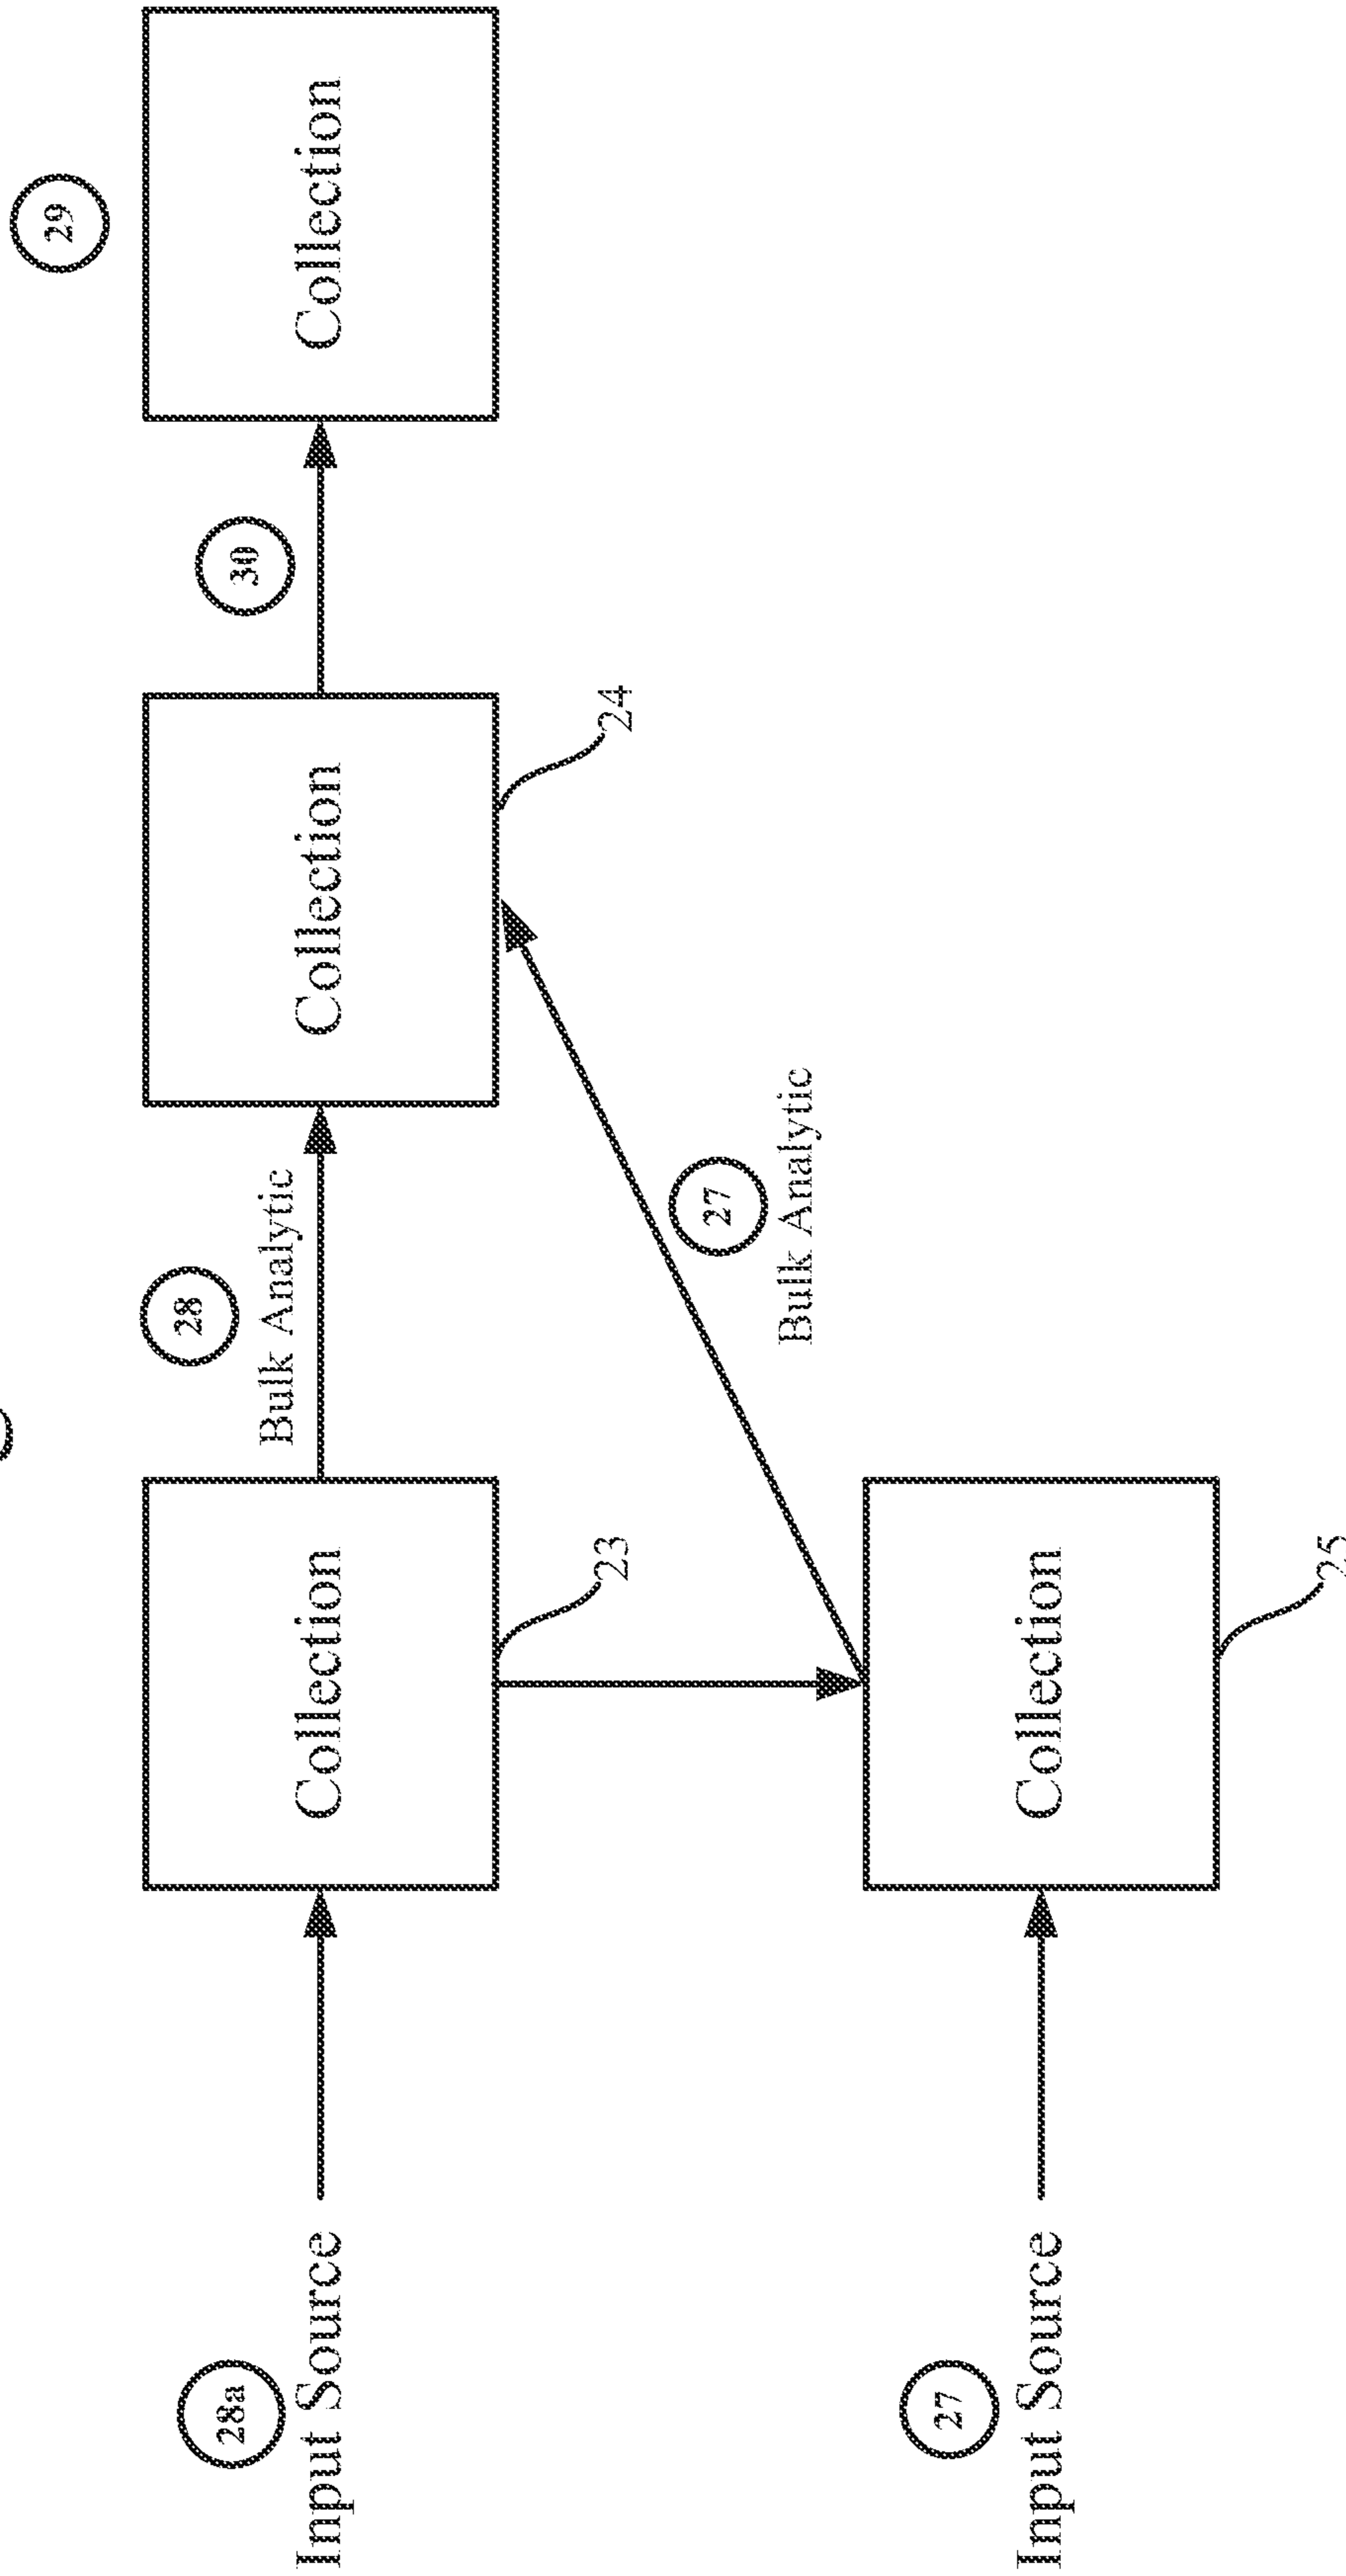 29
Collection
30
Collection
24
28
Bulk Analytic
27
Bulk Analytic
Collection
23
Collection
25
28a
Input Source
27
Input Source